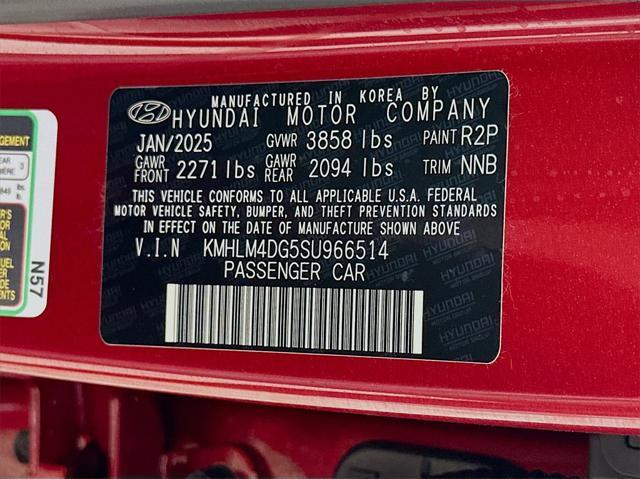 MANUFACTURED IN KOREA BY
HYUNDAI MOTOR COMPANY
JAN/2025 GVWR 3858 lbs PAINT R2P
GAWR FRONT 2271 lbs GAWR REAR 2094 lbs TRIM NNB
THIS VEHICLE CONFORMS TO ALL APPLICABLE U.S.A. FEDERAL
MOTOR VEHICLE SAFETY, BUMPER, AND THEFT PREVENTION STANDARDS
IN EFFECT ON THE DATE OF MANUFACTURE SHOWN ABOVE
V.I.N KMHLM4DG5SU966514
PASSENGER CAR
N57